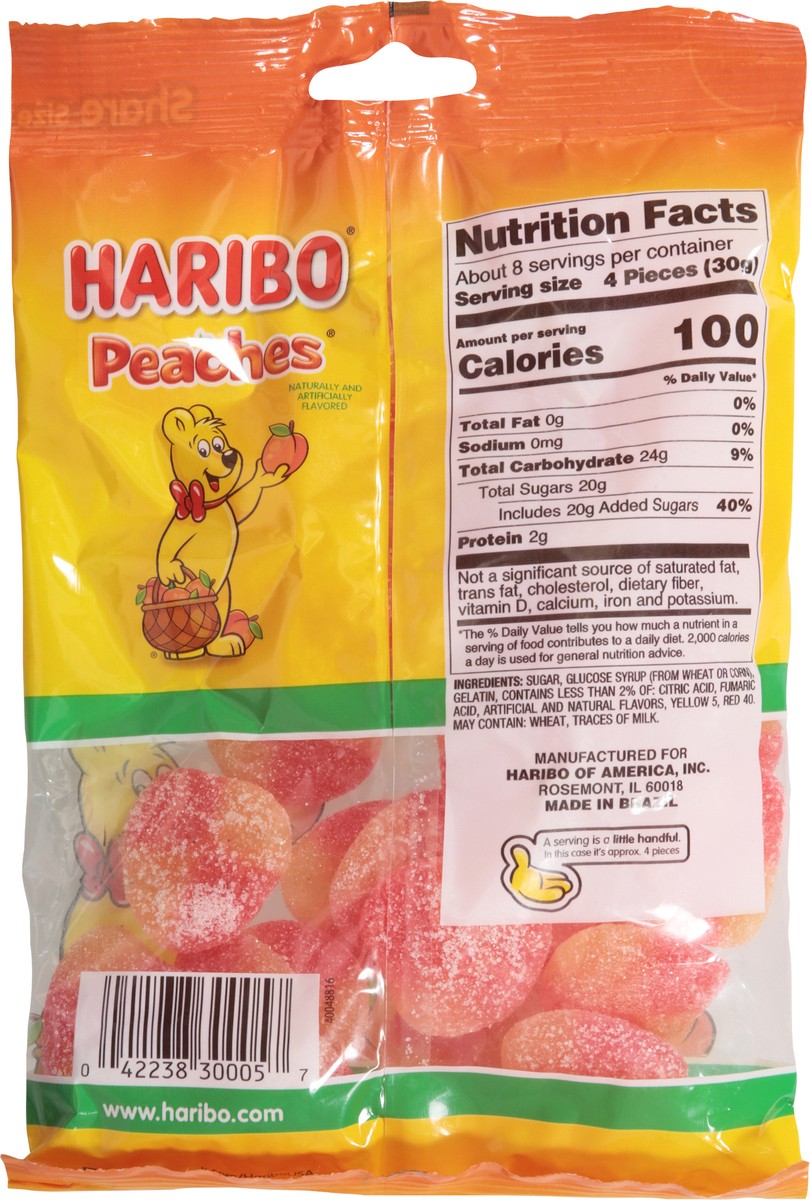 Share size
HARIBO®
Peaches®
NATURALLY AND
ARTIFICIALLY
FLAVORED
®
Nutrition Facts
About 8 servings per container
Serving size 4 Pieces (30g)
Amount per serving
Calories 100
% Daily Value*
Total Fat 0g 0%
Sodium 0mg 0%
Total Carbohydrate 24g 9%
Total Sugars 20g
Includes 20g Added Sugars 40%
Protein 2g
Not a significant source of saturated fat,
trans fat, cholesterol, dietary fiber,
vitamin D, calcium, iron and potassium.
*The % Daily Value tells you how much a nutrient in a
serving of food contributes to a daily diet. 2,000 calories
a day is used for general nutrition advice.
INGREDIENTS: SUGAR, GLUCOSE SYRUP (FROM WHEAT OR CORN),
GELATIN, CONTAINS LESS THAN 2% OF: CITRIC ACID, FUMARIC
ACID, ARTIFICIAL AND NATURAL FLAVORS, YELLOW 5, RED 40.
MAY CONTAIN: WHEAT, TRACES OF MILK.
MANUFACTURED FOR
HARIBO OF AMERICA, INC.
ROSEMONT, IL 60018
MADE IN BRAZIL
A serving is a little handful.
In this case it's approx. 4 pieces
40048816
0 42238 30005 7
www.haribo.com